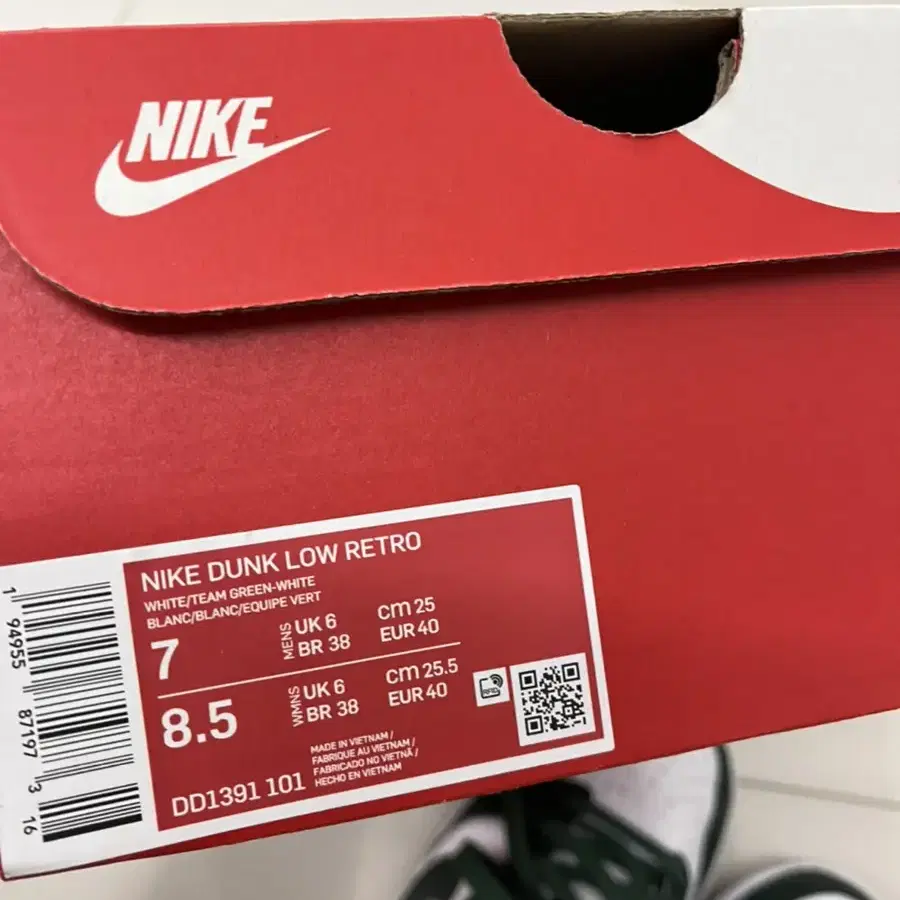 NIKE
NIKE DUNK LOW RETRO
WHITE/TEAM GREEN-WHITE
BLANC/BLANC/EQUIPE VERT
7 MENS UK 6 CM 25
BR 38 EUR 40
8.5 WMNS UK 6 CM 25.5
BR 38 EUR 40
RFID
MADE IN VIETNAM /
FABRIQUE AU VIETNAM /
FABRICADO NO VIETNÃ /
HECHO EN VIETNAM
DD1391 101
1 94955 87197 3 16